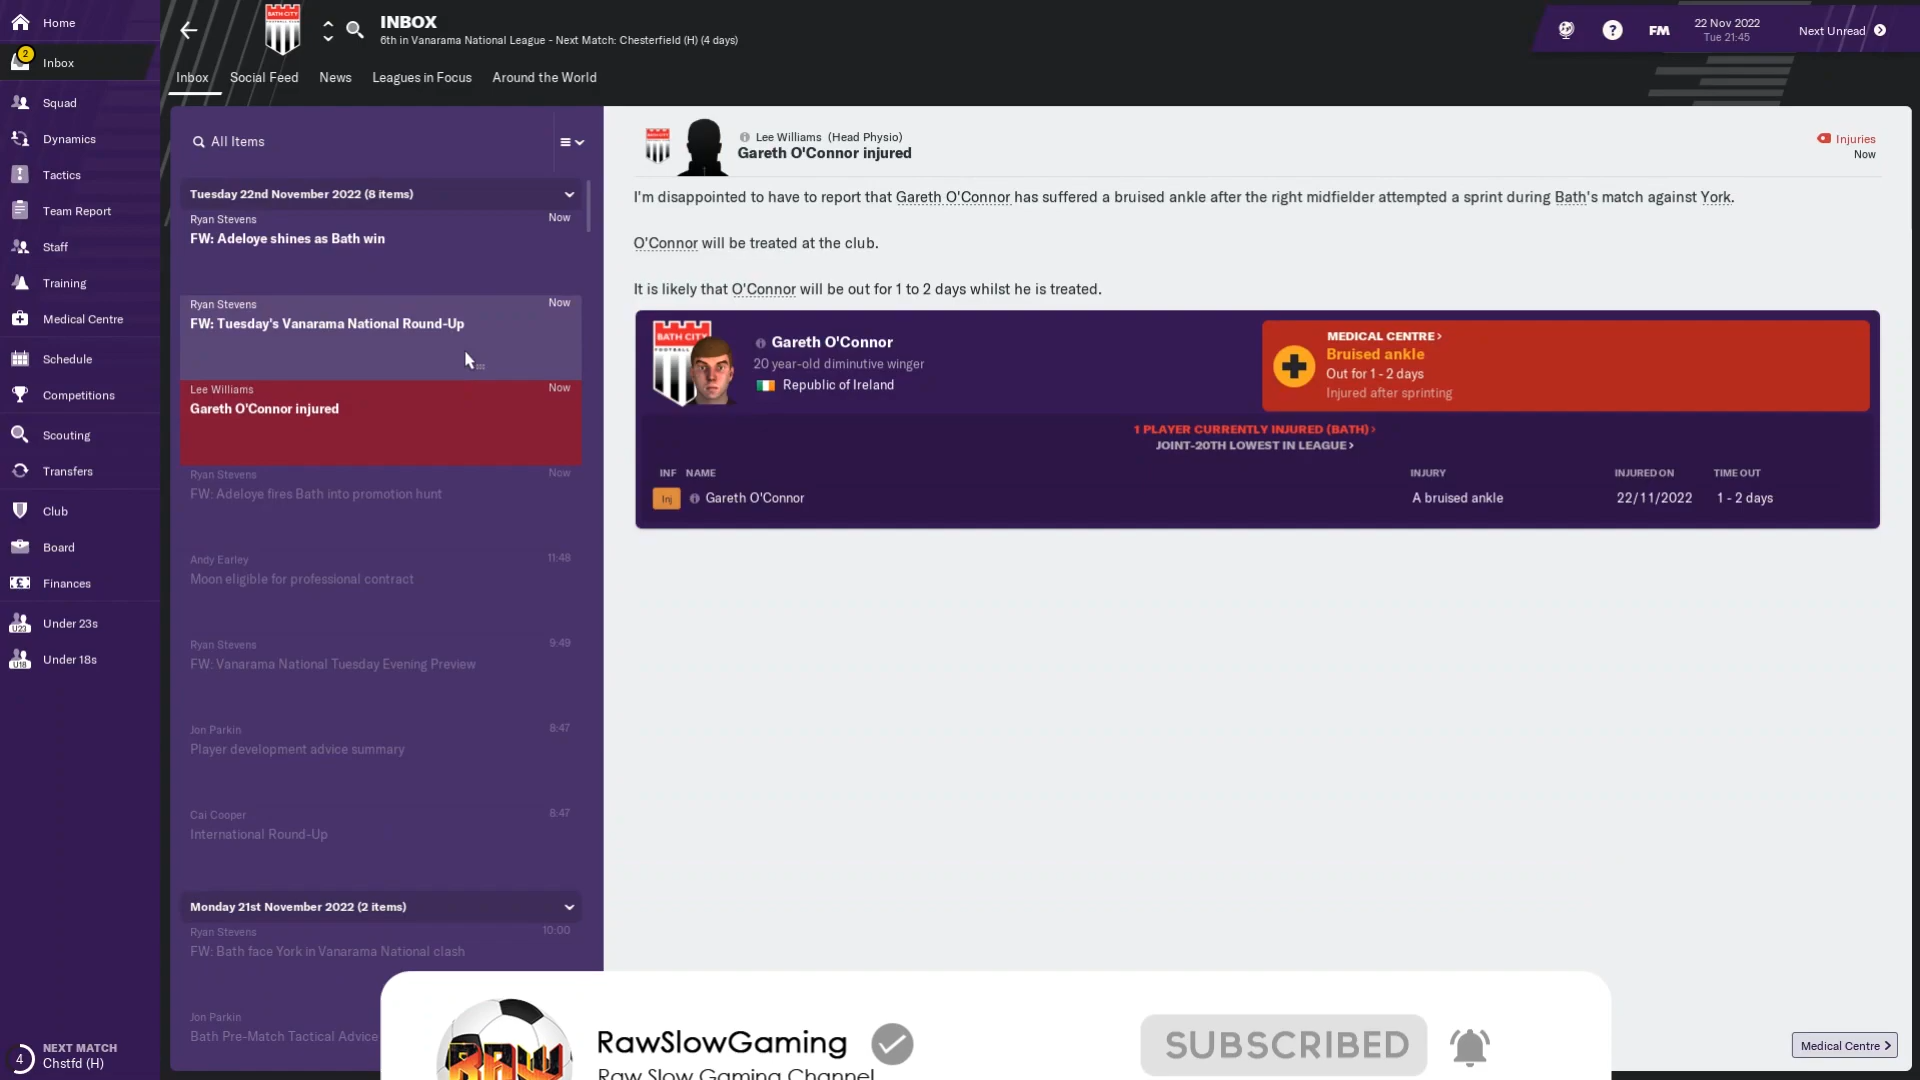 Home
2
Inbox
Squad
Dynamics
Tactics
Team Report
Staff
Training
Medical Centre
Schedule
Competitions
Scouting
Transfers
Club
Board
Finances
U23
Under 23s
U18
Under 18s
4
NEXT MATCH
Chstfd (H)
BATH CITY
INBOX
6th in Vanarama National League - Next Match: Chesterfield (H) (4 days)
?
FM
22 Nov 2022
Tue 21:45
Next Unread
Inbox
Social Feed
News
Leagues in Focus
Around the World
All Items
Tuesday 22nd November 2022 (8 items)
Ryan Stevens
Now
FW: Adeloye shines as Bath win
Ryan Stevens
Now
FW: Tuesday's Vanarama National Round-Up
Lee Williams
Now
Gareth O'Connor injured
Ryan Stevens
Now
FW: Adeloye fires Bath into promotion hunt
Andy Earley
11:48
Moon eligible for professional contract
Ryan Stevens
9:49
FW: Vanarama National Tuesday Evening Preview
Jon Parkin
8:47
Player development advice summary
Cai Cooper
8:47
International Round-Up
Monday 21st November 2022 (2 items)
Ryan Stevens
10:00
FW: Bath face York in Vanarama National clash
Jon Parkin
Bath Pre-Match Tactical Advice
Lee Williams (Head Physio)
Gareth O'Connor injured
Injuries
Now
I'm disappointed to have to report that Gareth O'Connor has suffered a bruised ankle after the right midfielder attempted a sprint during Bath's match against York.
O'Connor will be treated at the club.
It is likely that O'Connor will be out for 1 to 2 days whilst he is treated.
BATH CITY
Gareth O'Connor
20 year-old diminutive winger
Republic of Ireland
MEDICAL CENTRE >
Bruised ankle
Out for 1 - 2 days
Injured after sprinting
1 PLAYER CURRENTLY INJURED (BATH) >
JOINT-20TH LOWEST IN LEAGUE >
INF NAME INJURY INJURED ON TIME OUT
Inj Gareth O'Connor A bruised ankle 22/11/2022 1 - 2 days
RAW
RawSlowGaming
Raw Slow Gaming Channel
SUBSCRIBED
Medical Centre >